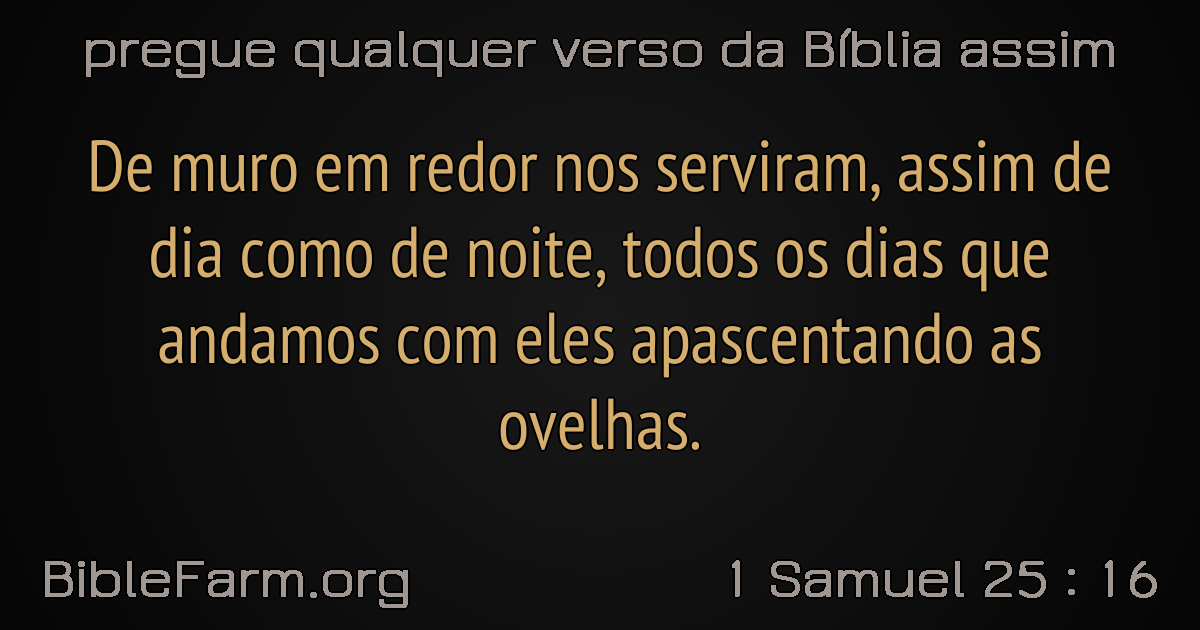 pregue qualquer verso da Bíblia assim
De muro em redor nos serviram, assim de
dia como de noite, todos os dias que
andamos com eles apascentando as
ovelhas.
BibleFarm.org
1 Samuel 25 : 16